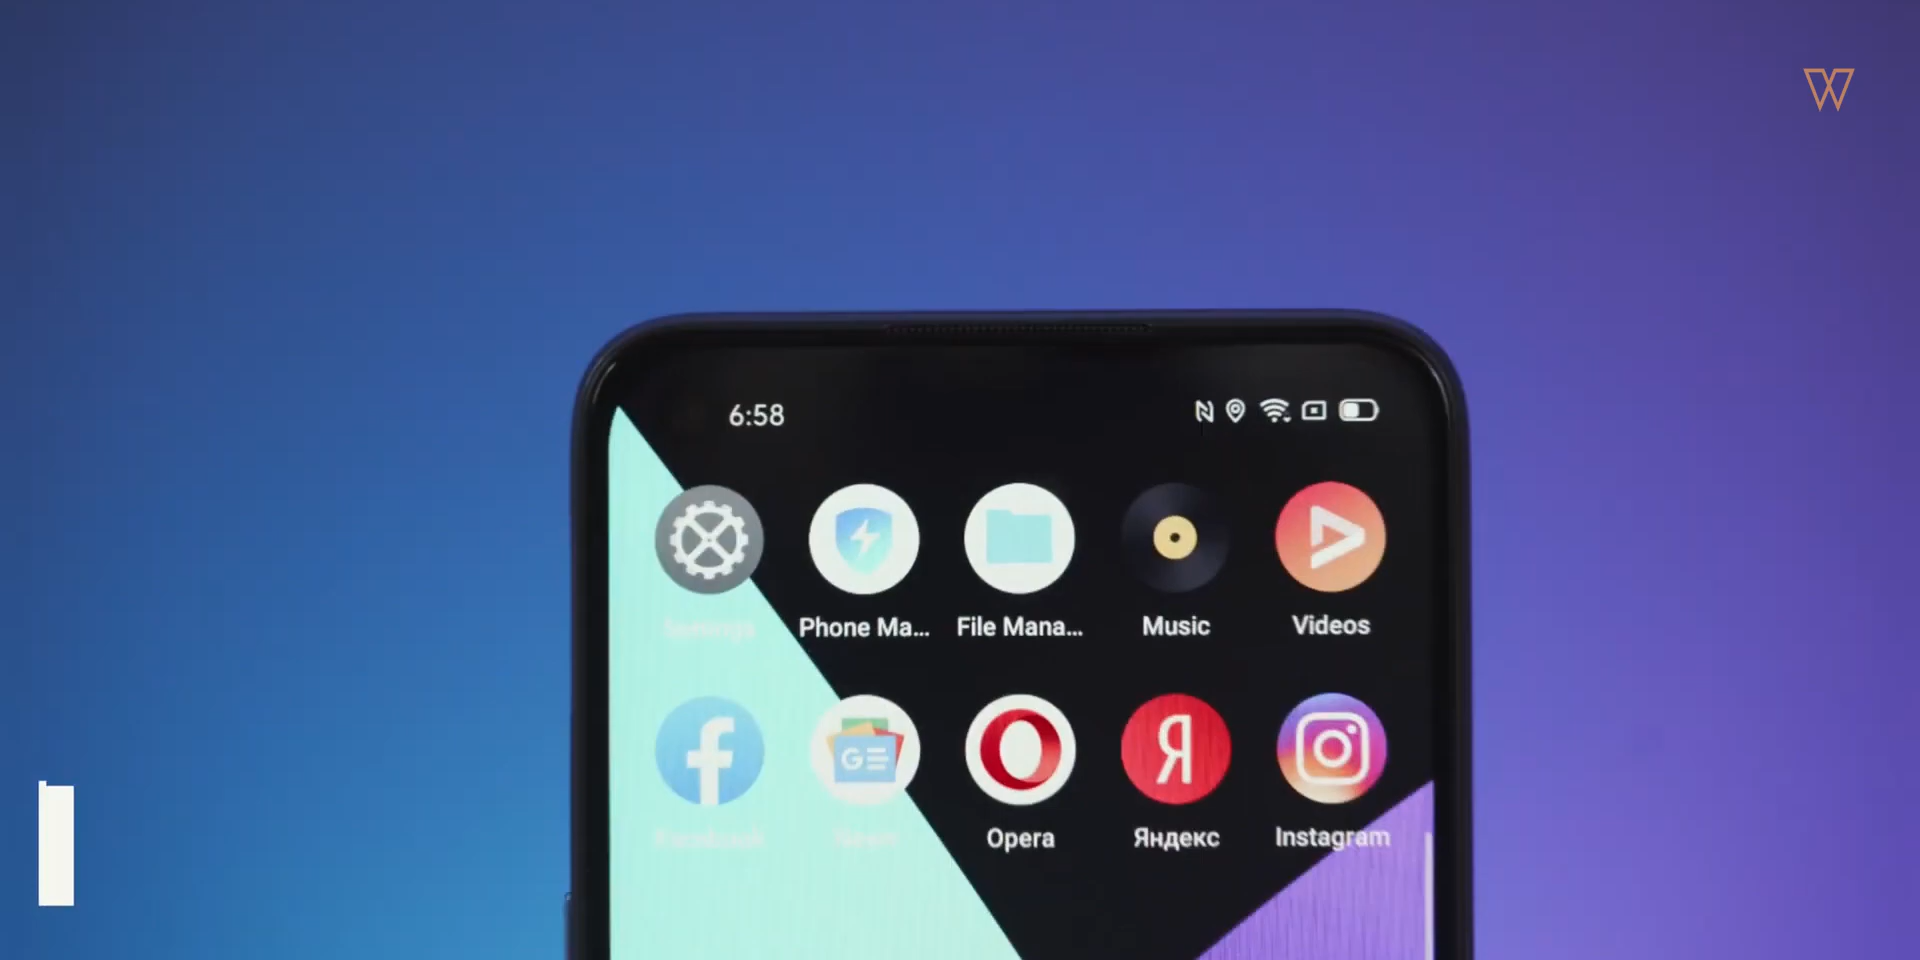 W
6:58
Phone Ma... File Mana... Music Videos
Opera Яндекс Instagram